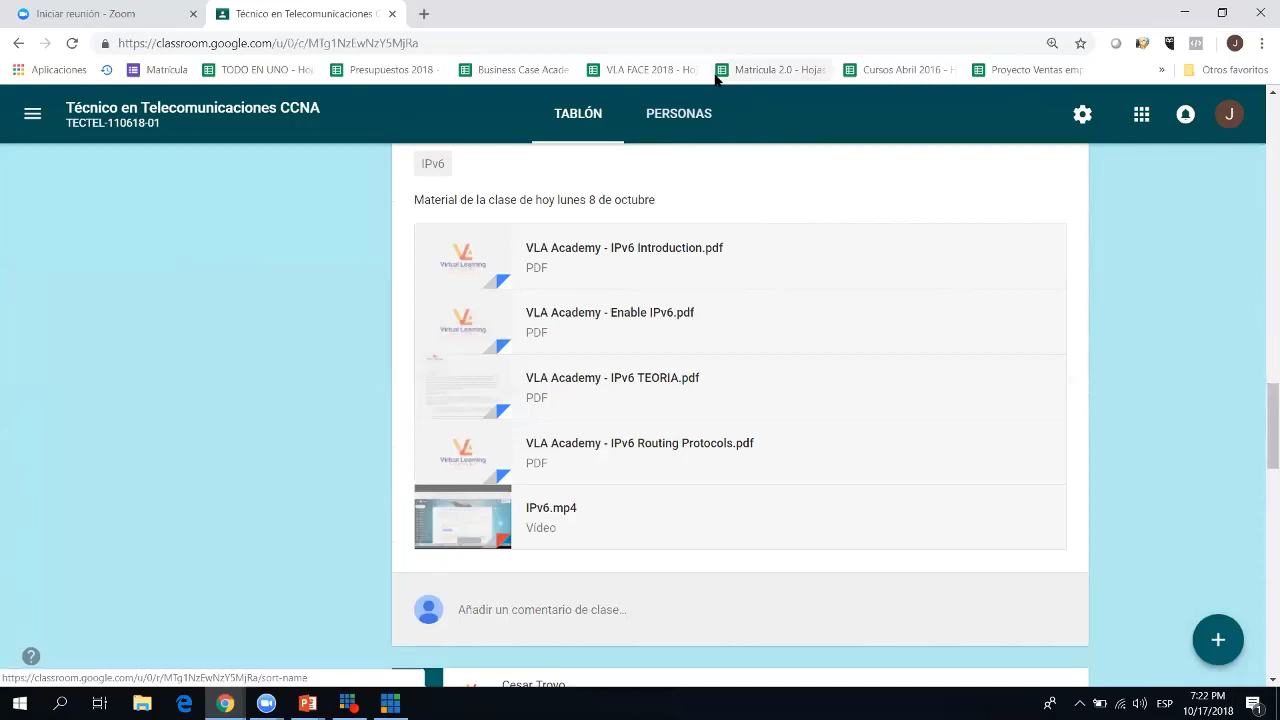 Iniciar reunión - Zoom
Técnico en Telecomunicaciones C
https://classroom.google.com/u/0/c/MTg1NzEwNzY5MjRa
J
Aplicaciones
Matrícula
TODO EN UNO - Hoj
Presupuestos 2018 -
Business Case Acade
VLA FACE 2018 - Hoj
Matrícula 2.0 - Hojas
Cursos Abril 2016 - H
Proyecto Ventas emp
»
Otros favoritos
Técnico en Telecomunicaciones CCNA
TECTEL-110618-01
TABLÓN
PERSONAS
J
IPv6
Material de la clase de hoy lunes 8 de octubre
VLA Academy - IPv6 Introduction.pdf
PDF
VLA Academy - Enable IPv6.pdf
PDF
VLA Academy - IPv6 TEORIA.pdf
PDF
VLA Academy - IPv6 Routing Protocols.pdf
PDF
IPv6.mp4
Vídeo
Añadir un comentario de clase...
https://classroom.google.com/u/0/r/MTg1NzEwNzY5MjRa/sort-name
Cesar Troyo
ESP
7:22 PM
10/17/2018